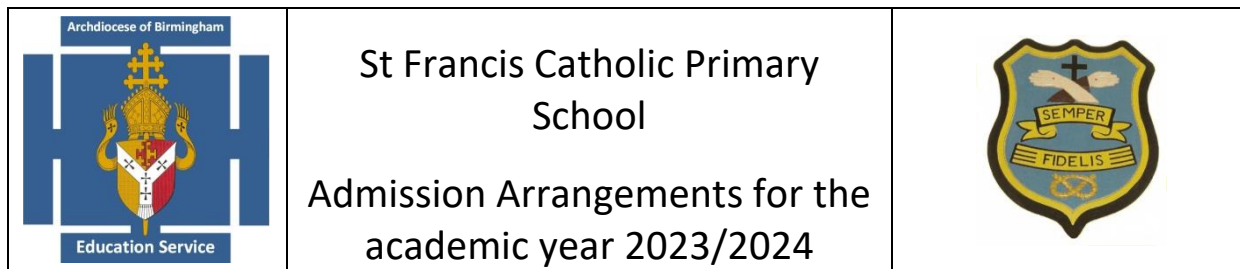 Archdiocese of Birmingham
Education Service
St Francis Catholic Primary
School
Admission Arrangements for the
academic year 2023/2024
SEMPER
FIDELIS